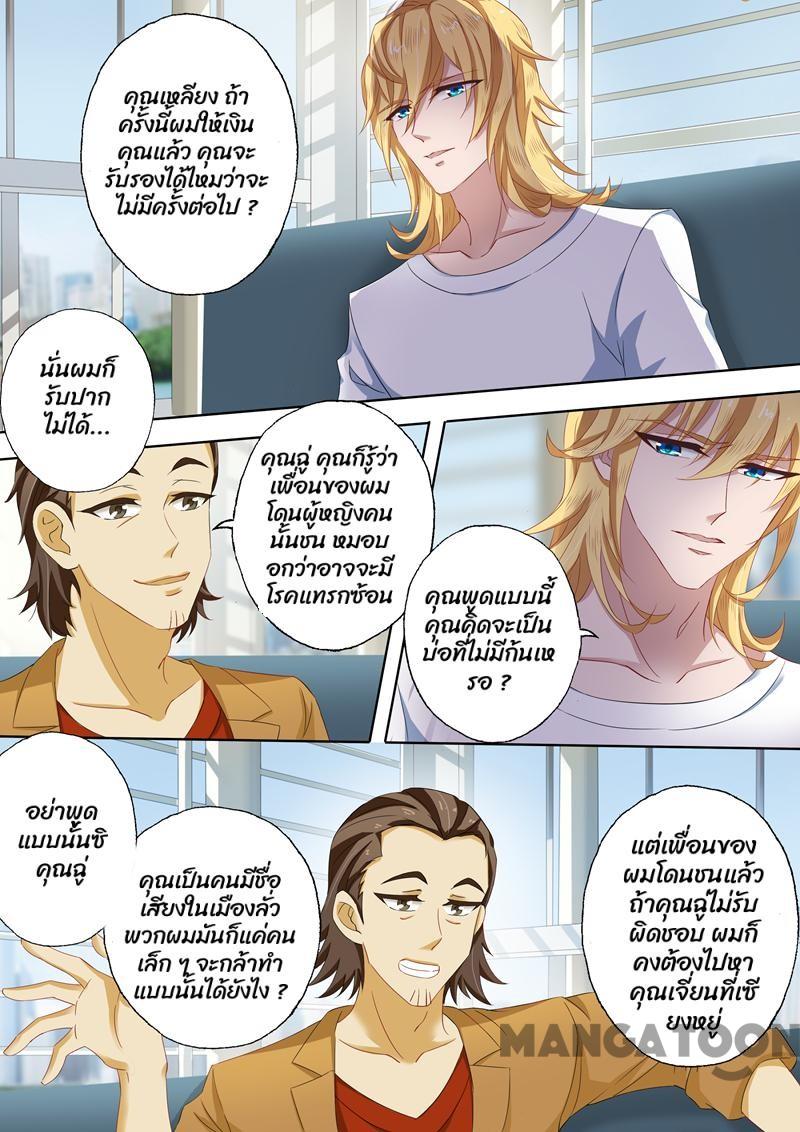 คุณเหลียง ถ้า
ครั้งนี้ผมให้เงิน
คุณแล้ว คุณจะ
รับรองได้ไหมว่าจะ
ไม่มีครั้งต่อไป ?
นั่นผมก็
รับปาก
ไม่ได้...
คุณฉู่ คุณก็รู้ว่า
เพื่อนของผม
โดนผู้หญิงคน
นั้นชน หมอบ
อกว่าอาจจะมี
โรคแทรกซ้อน
คุณพูดแบบนี้
คุณคิดจะเป็น
บ่อที่ไม่มีก้นเห
รอ ?
อย่าพูด
แบบนั้นซิ
คุณฉู่
คุณเป็นคนมีชื่อ
เสียงในเมืองลั่ว
พวกผมมันก็แค่คน
เล็ก ๆ จะกล้าทำ
แบบนั้นได้ยังไง ?
แต่เพื่อนของ
ผมโดนชนแล้ว
ถ้าคุณฉู่ไม่รับ
ผิดชอบ ผมก็
คงต้องไปหา
คุณเจี่ยนที่เซี
ยงหยู่
MANGATOON